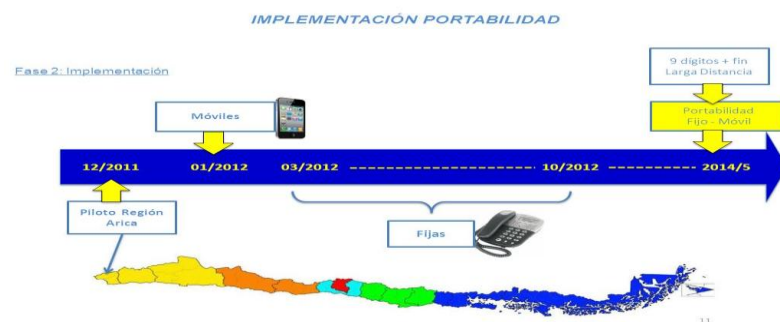 IMPLEMENTACIÓN PORTABILIDAD
Fase 2: Implementación
9 dígitos + fin
Larga Distancia
Móviles
Portabilidad
Fijo - Móvil
12/2011
01/2012
03/2012
10/2012
2014/5
Piloto Región
Arica
Fijas
11